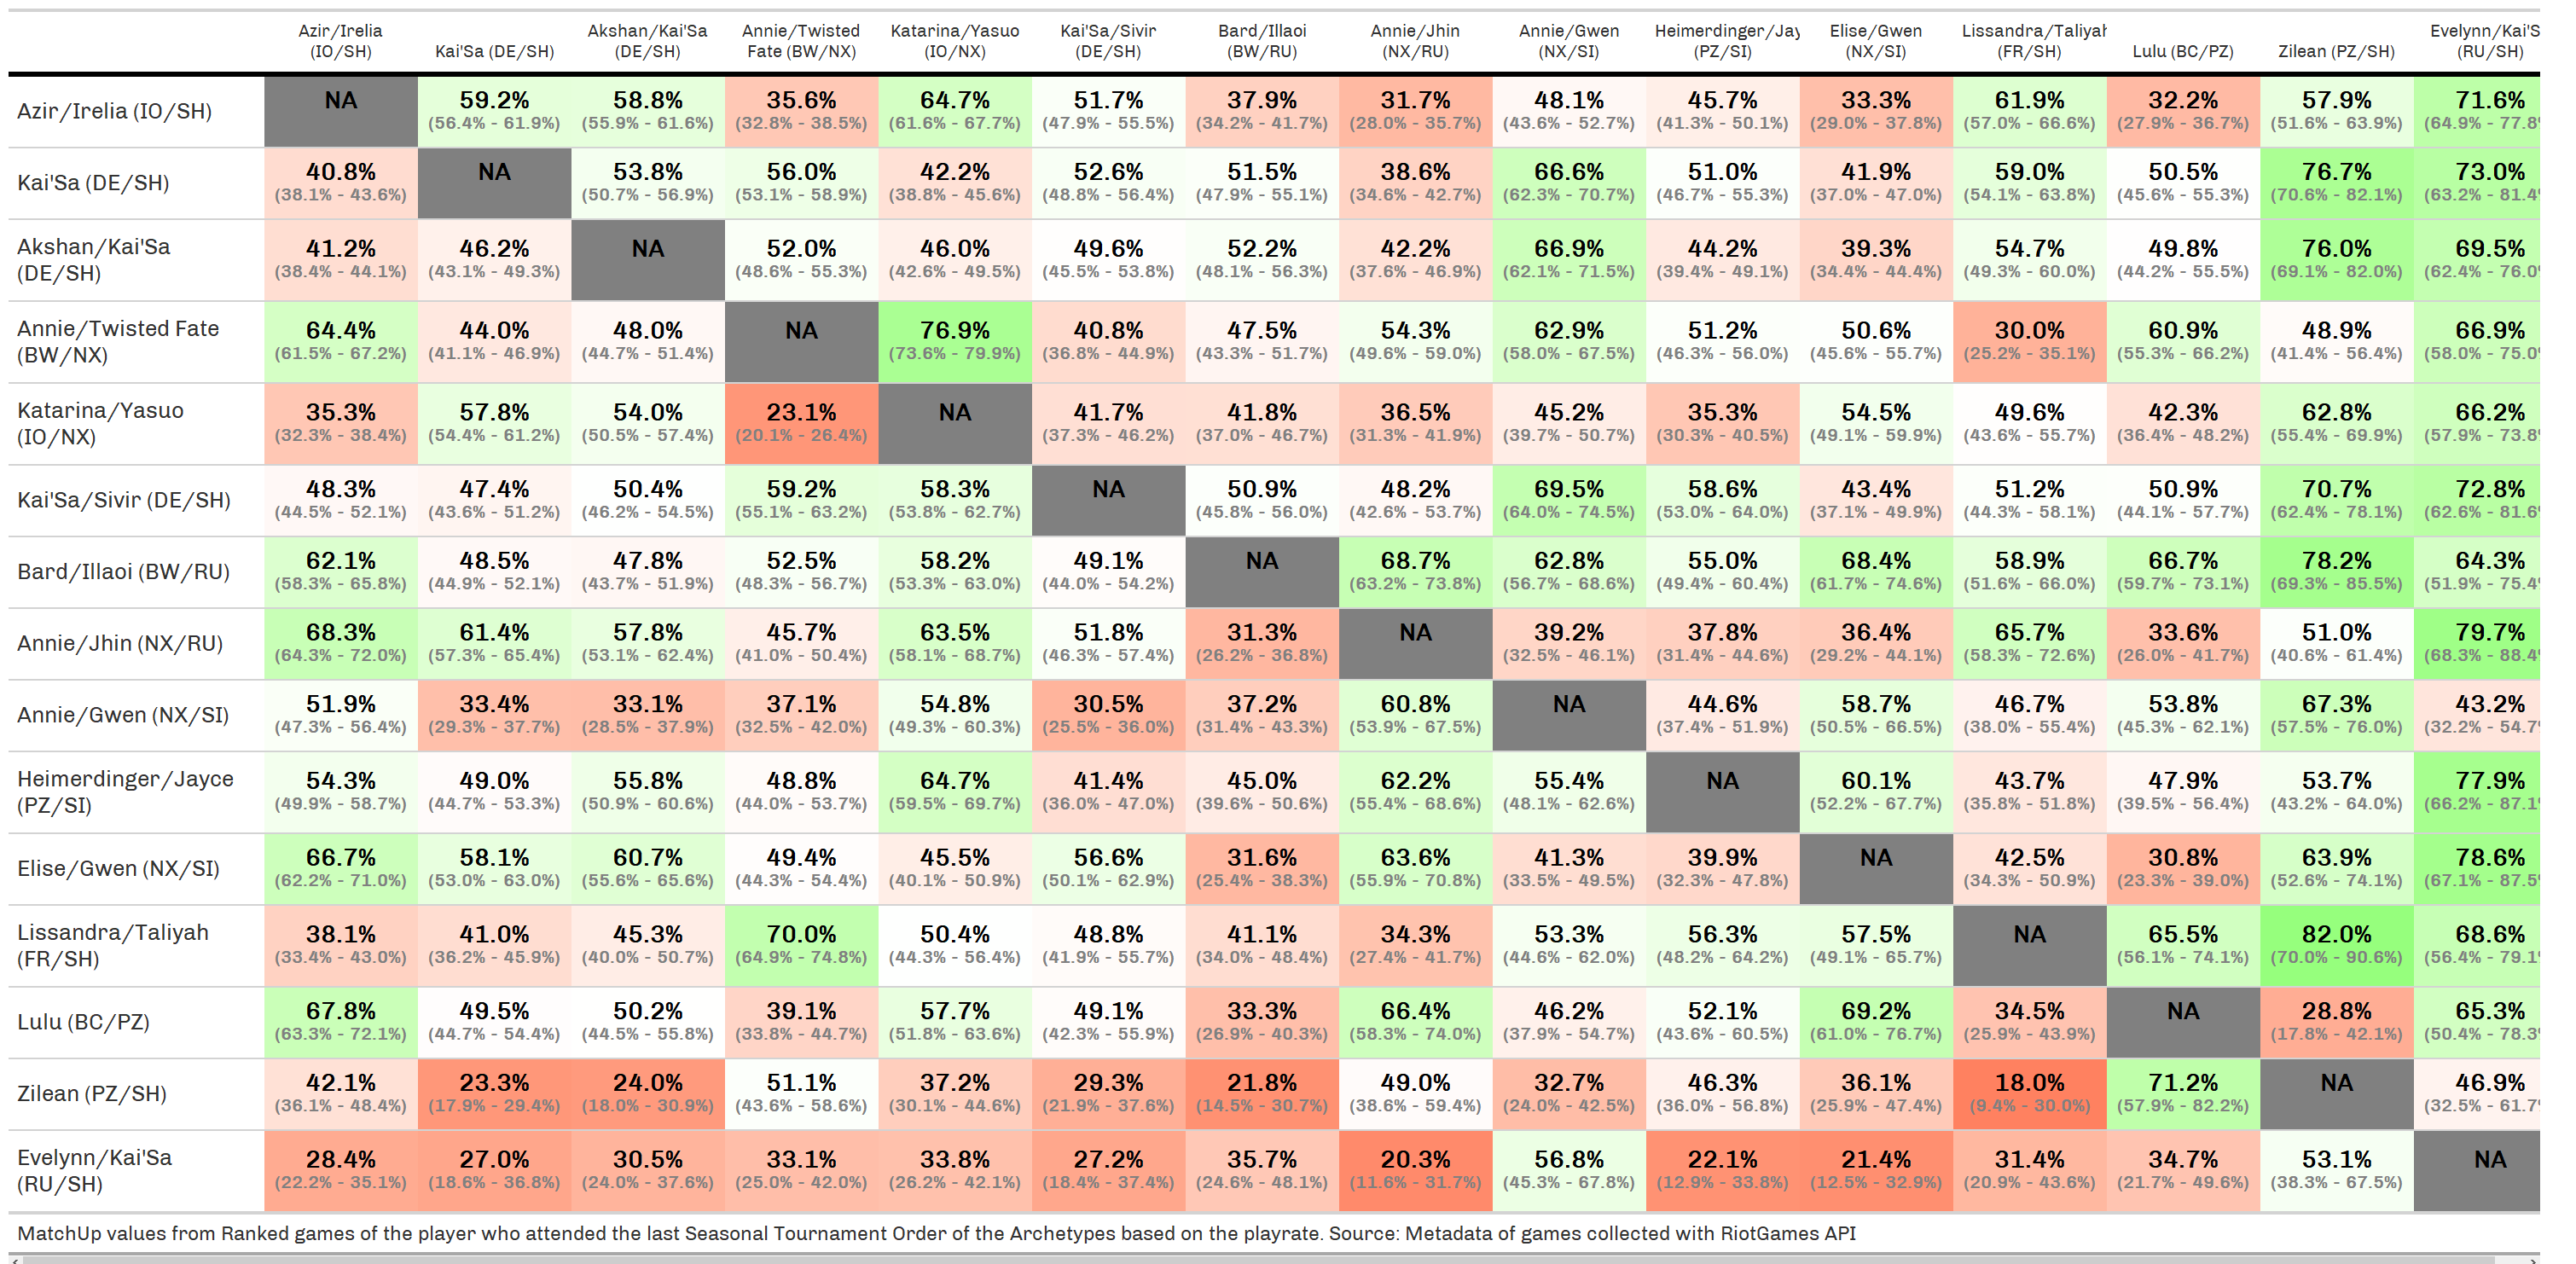 Azir/Irelia (IO/SH) Kai'Sa (DE/SH) Akshan/Kai'Sa (DE/SH) Annie/Twisted Fate (BW/NX) Katarina/Yasuo (IO/NX) Kai'Sa/Sivir (DE/SH) Bard/Illaoi (BW/RU) Annie/Jhin (NX/RU) Annie/Gwen (NX/SI) Heimerdinger/Jay (PZ/SI) Elise/Gwen (NX/SI) Lissandra/Taliyah (FR/SH) Lulu (BC/PZ) Zilean (PZ/SH) Evelynn/Kai'S (RU/SH)
Azir/Irelia (IO/SH) NA 59.2% 58.8% 35.6% 64.7% 51.7% 37.9% 31.7% 48.1% 45.7% 33.3% 61.9% 32.2% 57.9% 71.6%
(56.4% - 61.9%) (55.9% - 61.6%) (32.8% - 38.5%) (61.6% - 67.7%) (47.9% - 55.5%) (34.2% - 41.7%) (28.0% - 35.7%) (43.6% - 52.7%) (41.3% - 50.1%) (29.0% - 37.8%) (57.0% - 66.6%) (27.9% - 36.7%) (51.6% - 63.9%) (64.9% - 77.8
Kai'Sa (DE/SH) 40.8% NA 53.8% 56.0% 42.2% 52.6% 51.5% 38.6% 66.6% 51.0% 41.9% 59.0% 50.5% 76.7% 73.0%
(38.1% - 43.6%) (50.7% - 56.9%) (53.1% - 58.9%) (38.8% - 45.6%) (48.8% - 56.4%) (47.9% - 55.1%) (34.6% - 42.7%) (62.3% - 70.7%) (46.7% - 55.3%) (37.0% - 47.0%) (54.1% - 63.8%) (45.6% - 55.3%) (70.6% - 82.1%) (63.2% - 81.4
Akshan/Kai'Sa (DE/SH) 41.2% 46.2% NA 52.0% 46.0% 49.6% 52.2% 42.2% 66.9% 44.2% 39.3% 54.7% 49.8% 76.0% 69.5%
(38.4% - 44.1%) (43.1% - 49.3%) (48.6% - 55.3%) (42.6% - 49.5%) (45.5% - 53.8%) (48.1% - 56.3%) (37.6% - 46.9%) (62.1% - 71.5%) (39.4% - 49.1%) (34.4% - 44.4%) (49.3% - 60.0%) (44.2% - 55.5%) (69.1% - 82.0%) (62.4% - 76.0
Annie/Twisted Fate (BW/NX) 64.4% 44.0% 48.0% NA 76.9% 40.8% 47.5% 54.3% 62.9% 51.2% 50.6% 30.0% 60.9% 48.9% 66.9%
(61.5% - 67.2%) (41.1% - 46.9%) (44.7% - 51.4%) (73.6% - 79.9%) (36.8% - 44.9%) (43.3% - 51.7%) (49.6% - 59.0%) (58.0% - 67.5%) (46.3% - 56.0%) (45.6% - 55.7%) (25.2% - 35.1%) (55.3% - 66.2%) (41.4% - 56.4%) (58.0% - 75.0
Katarina/Yasuo (IO/NX) 35.3% 57.8% 54.0% 23.1% NA 41.7% 41.8% 36.5% 45.2% 35.3% 54.5% 49.6% 42.3% 62.8% 66.2%
(32.3% - 38.4%) (54.4% - 61.2%) (50.5% - 57.4%) (20.1% - 26.4%) (37.3% - 46.2%) (37.0% - 46.7%) (31.3% - 41.9%) (39.7% - 50.7%) (30.3% - 40.5%) (49.1% - 59.9%) (43.6% - 55.7%) (36.4% - 48.2%) (55.4% - 69.9%) (57.9% - 73.8
Kai'Sa/Sivir (DE/SH) 48.3% 47.4% 50.4% 59.2% 58.3% NA 50.9% 48.2% 69.5% 58.6% 43.4% 51.2% 50.9% 70.7% 72.8%
(44.5% - 52.1%) (43.6% - 51.2%) (46.2% - 54.5%) (55.1% - 63.2%) (53.8% - 62.7%) (45.8% - 56.0%) (42.6% - 53.7%) (64.0% - 74.5%) (53.0% - 64.0%) (37.1% - 49.9%) (44.3% - 58.1%) (44.1% - 57.7%) (62.4% - 78.1%) (62.6% - 81.6
Bard/Illaoi (BW/RU) 62.1% 48.5% 47.8% 52.5% 58.2% 49.1% NA 68.7% 62.8% 55.0% 68.4% 58.9% 66.7% 78.2% 64.3%
(58.3% - 65.8%) (44.9% - 52.1%) (43.7% - 51.9%) (48.3% - 56.7%) (53.3% - 63.0%) (44.0% - 54.2%) (63.2% - 73.8%) (56.7% - 68.6%) (49.4% - 60.4%) (61.7% - 74.6%) (51.6% - 66.0%) (59.7% - 73.1%) (69.3% - 85.5%) (51.9% - 75.4
Annie/Jhin (NX/RU) 68.3% 61.4% 57.8% 45.7% 63.5% 51.8% 31.3% NA 39.2% 37.8% 36.4% 65.7% 33.6% 51.0% 79.7%
(64.3% - 72.0%) (57.3% - 65.4%) (53.1% - 62.4%) (41.0% - 50.4%) (58.1% - 68.7%) (46.3% - 57.4%) (26.2% - 36.8%) (32.5% - 46.1%) (31.4% - 44.6%) (29.2% - 44.1%) (58.3% - 72.6%) (26.0% - 41.7%) (40.6% - 61.4%) (68.3% - 88.4
Annie/Gwen (NX/SI) 51.9% 33.4% 33.1% 37.1% 54.8% 30.5% 37.2% 60.8% NA 44.6% 58.7% 46.7% 53.8% 67.3% 43.2%
(47.3% - 56.4%) (29.3% - 37.7%) (28.5% - 37.9%) (32.5% - 42.0%) (49.3% - 60.3%) (25.5% - 36.0%) (31.4% - 43.3%) (53.9% - 67.5%) (37.4% - 51.9%) (50.5% - 66.5%) (38.0% - 55.4%) (45.3% - 62.1%) (57.5% - 76.0%) (32.2% - 54.7
Heimerdinger/Jayce (PZ/SI) 54.3% 49.0% 55.8% 48.8% 64.7% 41.4% 45.0% 62.2% 55.4% NA 60.1% 43.7% 47.9% 53.7% 77.9%
(49.9% - 58.7%) (44.7% - 53.3%) (50.9% - 60.6%) (44.0% - 53.7%) (59.5% - 69.7%) (36.0% - 47.0%) (39.6% - 50.6%) (55.4% - 68.6%) (48.1% - 62.6%) (52.2% - 67.7%) (35.8% - 51.8%) (39.5% - 56.4%) (43.2% - 64.0%) (66.2% - 87.1
Elise/Gwen (NX/SI) 66.7% 58.1% 60.7% 49.4% 45.5% 56.6% 31.6% 63.6% 41.3% 39.9% NA 42.5% 30.8% 63.9% 78.6%
(62.2% - 71.0%) (53.0% - 63.0%) (55.6% - 65.6%) (44.3% - 54.4%) (40.1% - 50.9%) (50.1% - 62.9%) (25.4% - 38.3%) (55.9% - 70.8%) (33.5% - 49.5%) (32.3% - 47.8%) (34.3% - 50.9%) (23.3% - 39.0%) (52.6% - 74.1%) (67.1% - 87.5
Lissandra/Taliyah (FR/SH) 38.1% 41.0% 45.3% 70.0% 50.4% 48.8% 41.1% 34.3% 53.3% 56.3% 57.5% NA 65.5% 82.0% 68.6%
(33.4% - 43.0%) (36.2% - 45.9%) (40.0% - 50.7%) (64.9% - 74.8%) (44.3% - 56.4%) (41.9% - 55.7%) (34.0% - 48.4%) (27.4% - 41.7%) (44.6% - 62.0%) (48.2% - 64.2%) (49.1% - 65.7%) (56.1% - 74.1%) (70.0% - 90.6%) (56.4% - 79.1
Lulu (BC/PZ) 67.8% 49.5% 50.2% 39.1% 57.7% 49.1% 33.3% 66.4% 46.2% 52.1% 69.2% 34.5% NA 28.8% 65.3%
(63.3% - 72.1%) (44.7% - 54.4%) (44.5% - 55.8%) (33.8% - 44.7%) (51.8% - 63.6%) (42.3% - 55.9%) (26.9% - 40.3%) (58.3% - 74.0%) (37.9% - 54.7%) (43.6% - 60.5%) (61.0% - 76.7%) (25.9% - 43.9%) (17.8% - 42.1%) (50.4% - 78.3
Zilean (PZ/SH) 42.1% 23.3% 24.0% 51.1% 37.2% 29.3% 21.8% 49.0% 32.7% 46.3% 36.1% 18.0% 71.2% NA 46.9%
(36.1% - 48.4%) (17.9% - 29.4%) (18.0% - 30.9%) (43.6% - 58.6%) (30.1% - 44.6%) (21.9% - 37.6%) (14.5% - 30.7%) (38.6% - 59.4%) (24.0% - 42.5%) (36.0% - 56.8%) (25.9% - 47.4%) (9.4% - 30.0%) (57.9% - 82.2%) (32.5% - 61.7
Evelynn/Kai'Sa (RU/SH) 28.4% 27.0% 30.5% 33.1% 33.8% 27.2% 35.7% 20.3% 56.8% 22.1% 21.4% 31.4% 34.7% 53.1% NA
(22.2% - 35.1%) (18.6% - 36.8%) (24.0% - 37.6%) (25.0% - 42.0%) (26.2% - 42.1%) (18.4% - 37.4%) (24.6% - 48.1%) (11.6% - 31.7%) (45.3% - 67.8%) (12.9% - 33.8%) (12.5% - 32.9%) (20.9% - 43.6%) (21.7% - 49.6%) (38.3% - 67.5%)
MatchUp values from Ranked games of the player who attended the last Seasonal Tournament Order of the Archetypes based on the playrate. Source: Metadata of games collected with RiotGames API